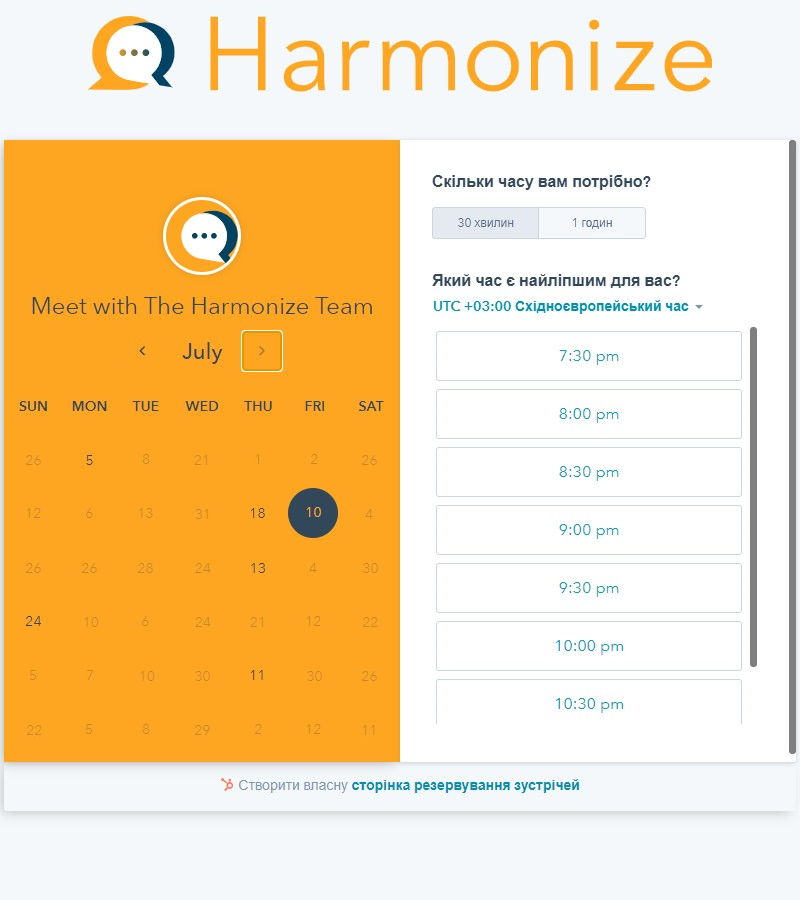 Harmonize
Meet with The Harmonize Team
July
SUN MON TUE WED THU FRI SAT
26 5 8 21 1 2 26
12 6 13 31 18 10 4
26 26 28 24 13 4 30
24 10 6 24 21 12 22
5 7 10 30 11 30 26
22 5 8 29 2 12 11
Скільки часу вам потрібно?
30 хвилин 1 годин
Який час є найліпшим для вас?
UTC +03:00 Східноєвропейський час
7:30 pm
8:00 pm
8:30 pm
9:00 pm
9:30 pm
10:00 pm
10:30 pm
Створити власну сторінка резервування зустрічей